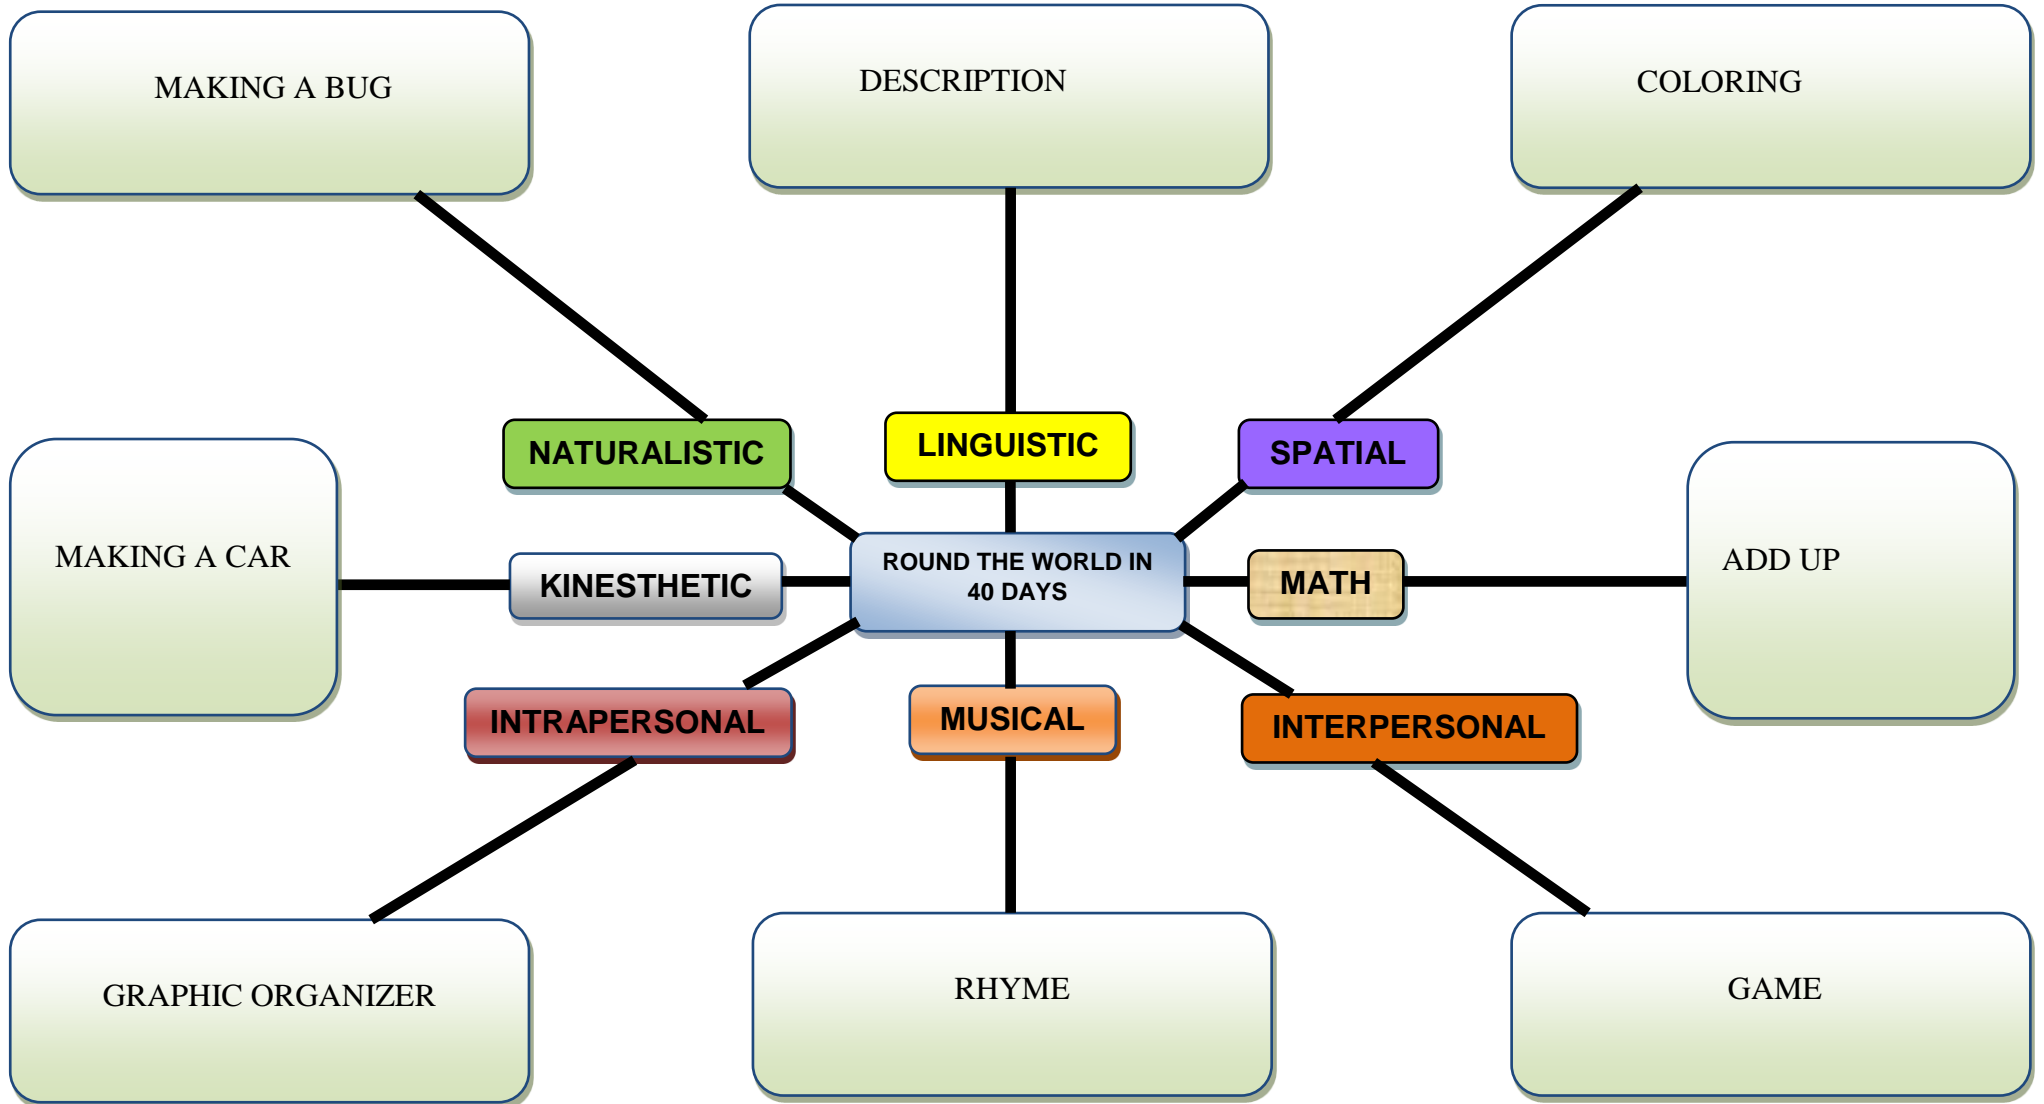 MAKING A BUG
DESCRIPTION
COLORING
NATURALISTIC
LINGUISTIC
SPATIAL
MAKING A CAR
KINESTHETIC
ROUND THE WORLD IN
40 DAYS
MATH
ADD UP
INTRAPERSONAL
MUSICAL
INTERPERSONAL
GRAPHIC ORGANIZER
RHYME
GAME